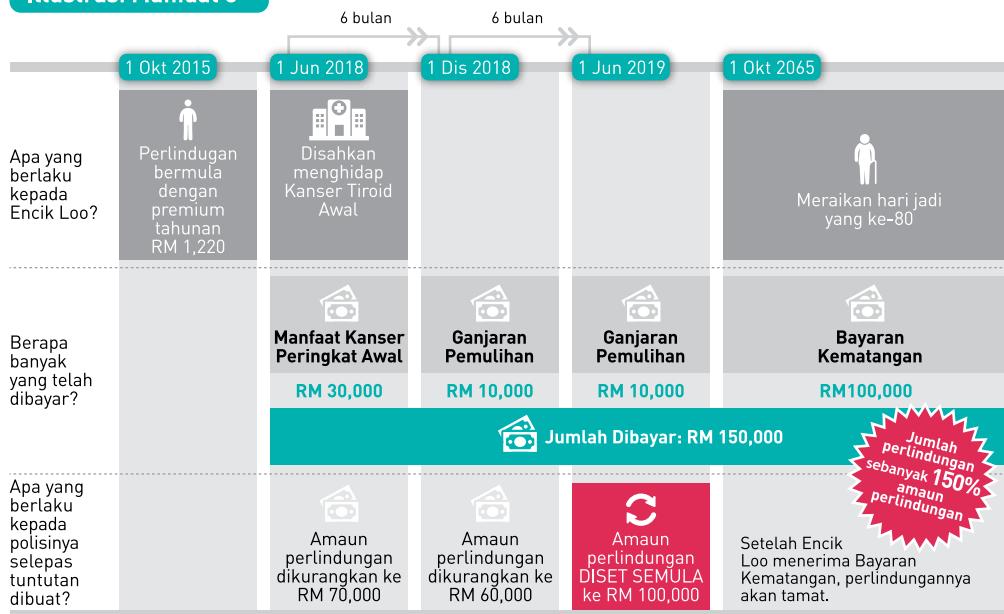 6 bulan
6 bulan
1 Okt 2015
1 Jun 2018
1 Dis 2018
1 Jun 2019
1 Okt 2065
Apa yang
berlaku
kepada
Encik Loo?
Perlindugan
bermula
dengan
premium
tahunan
RM 1,220
Disahkan
menghidap
Kanser Tiroid
Awal
Meraikan hari jadi
yang ke-80
Berapa
banyak
yang telah
dibayar?
Manfaat Kanser
Peringkat Awal
RM 30,000
Ganjaran
Pemulihan
RM 10,000
Ganjaran
Pemulihan
RM 10,000
Bayaran
Kematangan
RM100,000
Jumlah Dibayar: RM 150,000
Jumlah
perlindungan
sebanyak 150%
amaun
perlindungan
Apa yang
berlaku
kepada
polisinya
selepas
tuntutan
dibuat?
Amaun
perlindungan
dikurangkan ke
RM 70,000
Amaun
perlindungan
dikurangkan ke
RM 60,000
Amaun
perlindungan
DISET SEMULA
ke RM 100,000
Setelah Encik
Loo menerima Bayaran
Kematangan, perlindungannya
akan tamat.